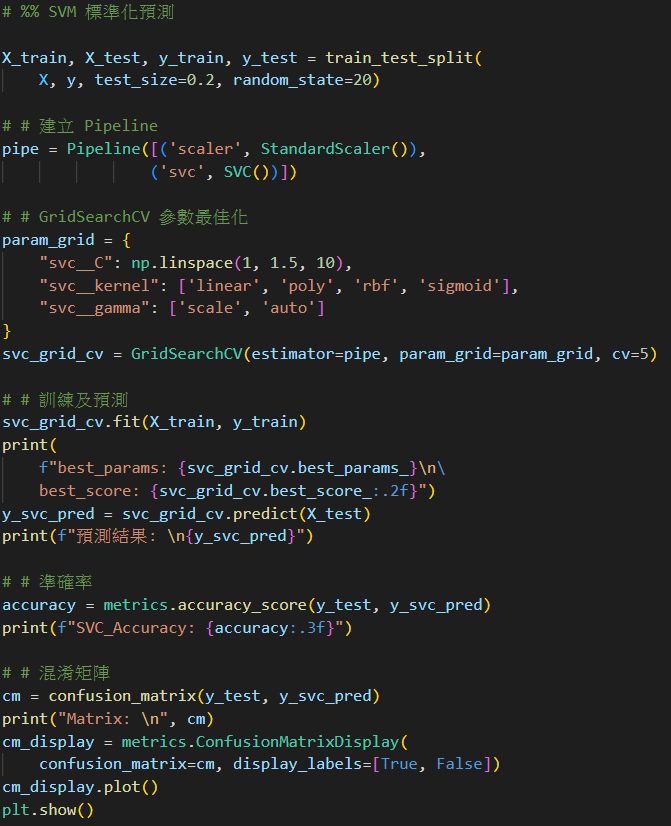 # %% SVM 標準化預測
X_train, X_test, y_train, y_test = train_test_split(
    X, y, test_size=0.2, random_state=20)
# # 建立 Pipeline
pipe = Pipeline([('scaler', StandardScaler()),
                ('svc', SVC())])
# # GridSearchCV 參數最佳化
param_grid = {
    "svc__C": np.linspace(1, 1.5, 10),
    "svc__kernel": ['linear', 'poly', 'rbf', 'sigmoid'],
    "svc__gamma": ['scale', 'auto']
}
svc_grid_cv = GridSearchCV(estimator=pipe, param_grid=param_grid, cv=5)
# # 訓練及預測
svc_grid_cv.fit(X_train, y_train)
print(
    f"best_params: {svc_grid_cv.best_params_}\n\
    best_score: {svc_grid_cv.best_score_:.2f}")
y_svc_pred = svc_grid_cv.predict(X_test)
print(f"預測結果: \n{y_svc_pred}")
# # 準確率
accuracy = metrics.accuracy_score(y_test, y_svc_pred)
print(f"SVC_Accuracy: {accuracy:.3f}")
# # 混淆矩陣
cm = confusion_matrix(y_test, y_svc_pred)
print("Matrix: \n", cm)
cm_display = metrics.ConfusionMatrixDisplay(
    confusion_matrix=cm, display_labels=[True, False])
cm_display.plot()
plt.show()